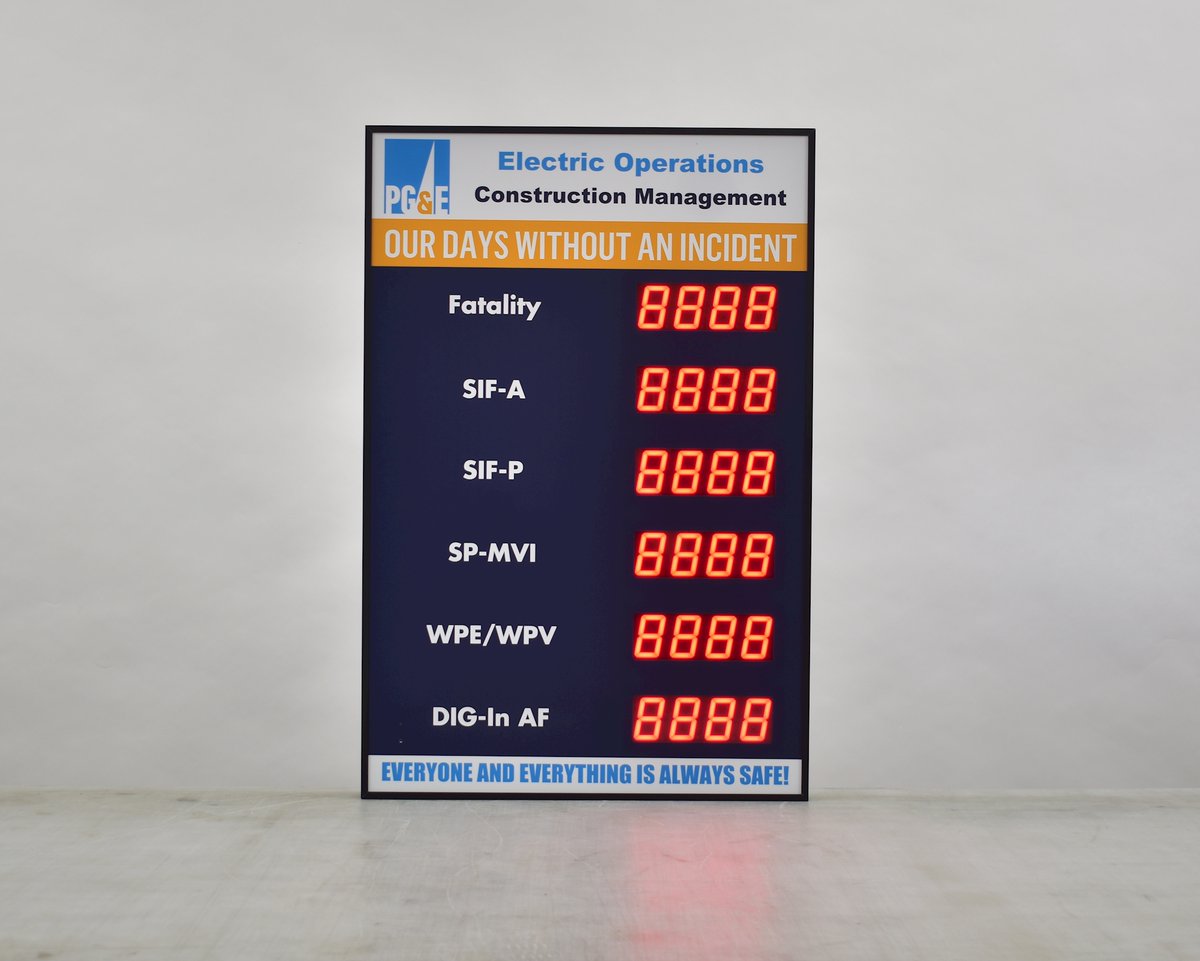 PG&E
Electric Operations
Construction Management
OUR DAYS WITHOUT AN INCIDENT
Fatality 8888
SIF-A 8888
SIF-P 8888
SP-MVI 8888
WPE/WPV 8888
DIG-In AF 8888
EVERYONE AND EVERYTHING IS ALWAYS SAFE!